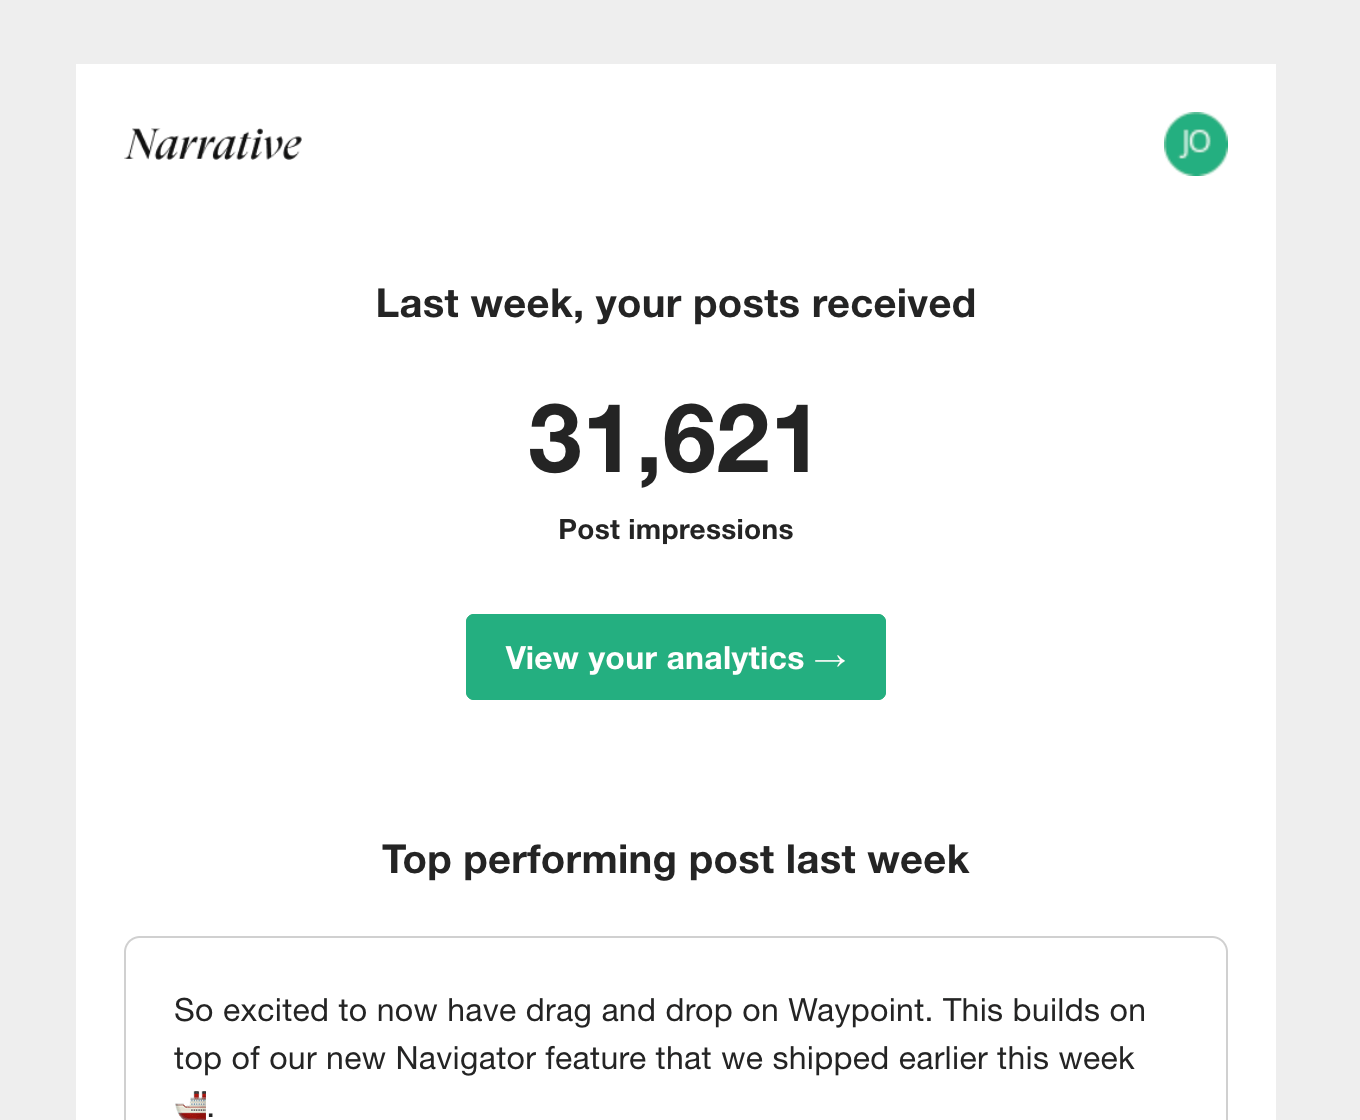 Narrative
JO
Last week, your posts received
31,621
Post impressions
View your analytics →
Top performing post last week
So excited to now have drag and drop on Waypoint. This builds on
top of our new Navigator feature that we shipped earlier this week
🚢